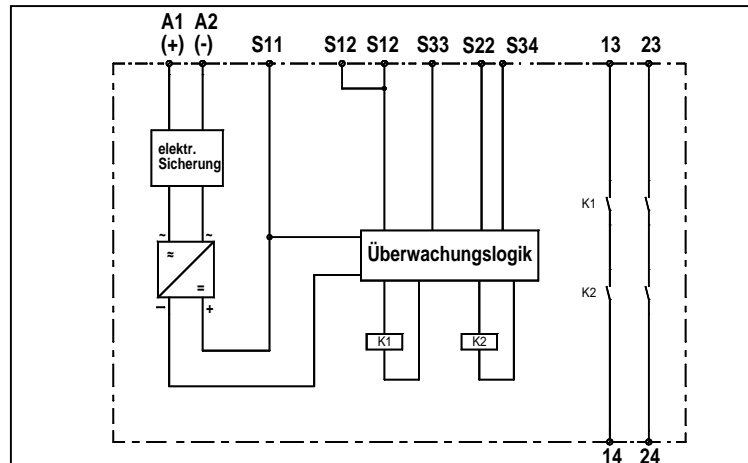 A1 A2
(+) (-) S11 S12 S12 S33 S22 S34 13 23
elektr.
Sicherung
K1
~ ~
Überwachungslogik
≈
=
K2
– +
K1 K2
14 24